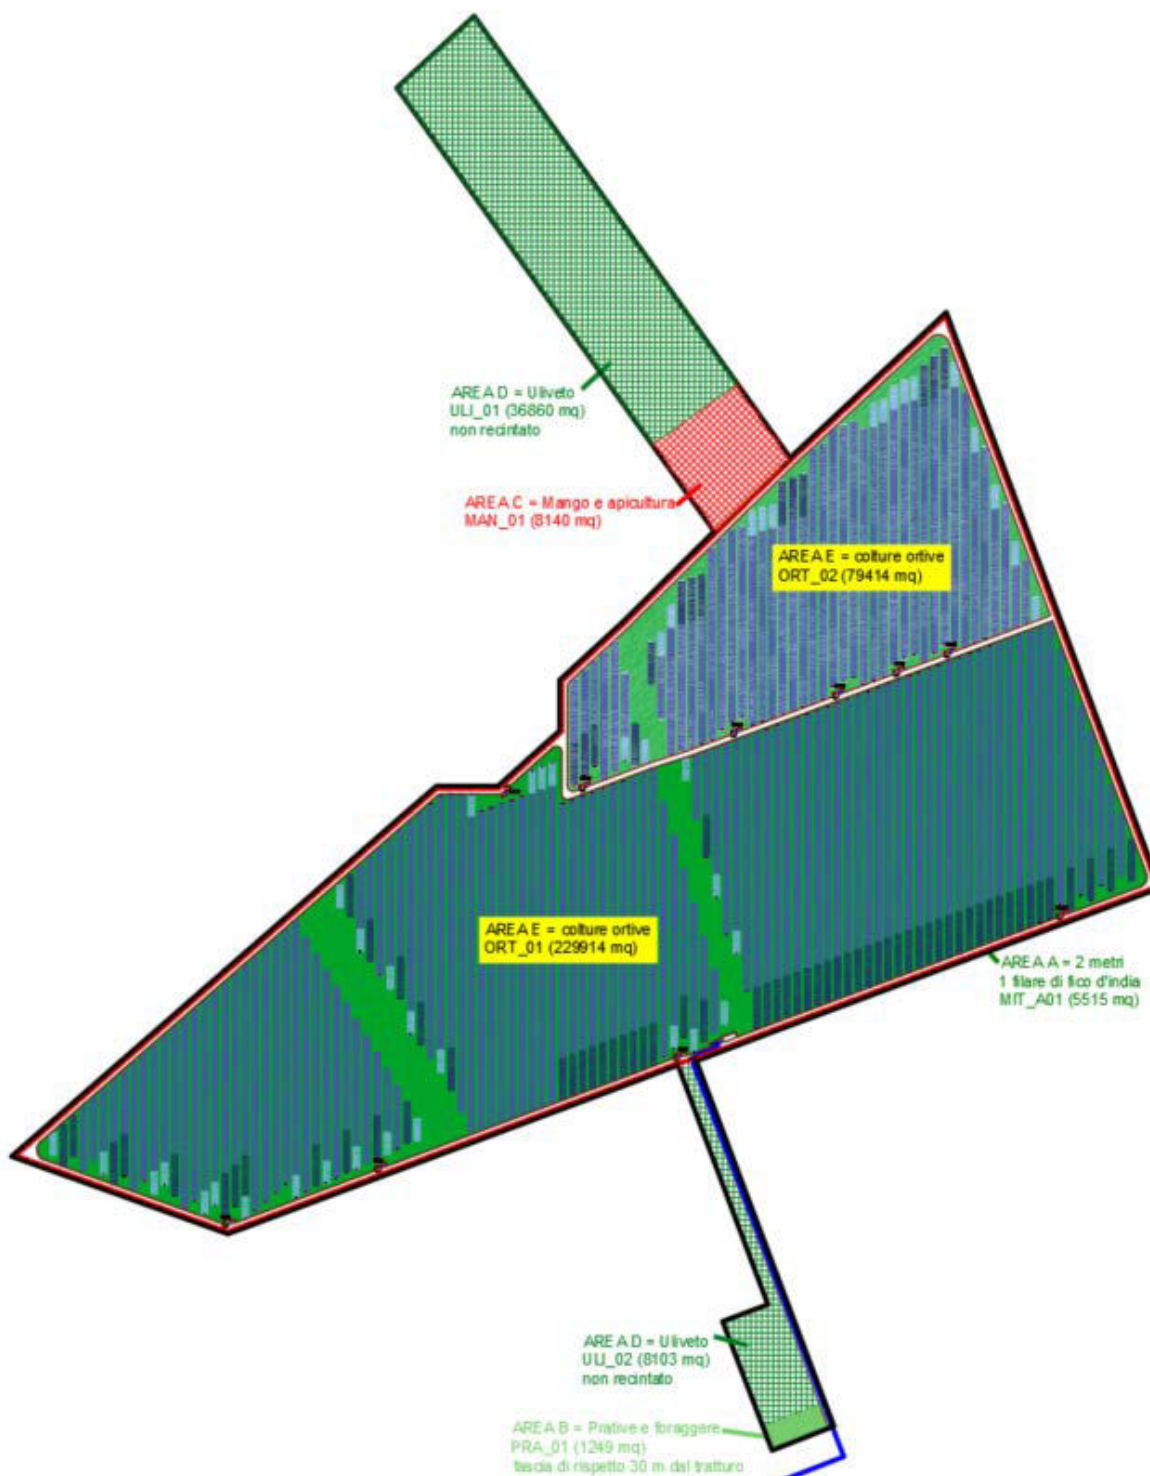 AREA D = Uliveto
ULI_01 (36860 mq)
non recintato
AREA C = Mango e apicultura
MAN_01 (8140 mq)
AREA E = colture ortive
ORT_02 (79414 mq)
AREA E = colture ortive
ORT_01 (229914 mq)
AREA A = 2 metri
1 filare di fico d'india
MIT_A01 (5515 mq)
AREA D = Uliveto
ULI_02 (8103 mq)
non recintato
AREA B = Prative e foraggere
PRA_01 (1249 mq)
fascia di rispetto 30 m dal tratturo